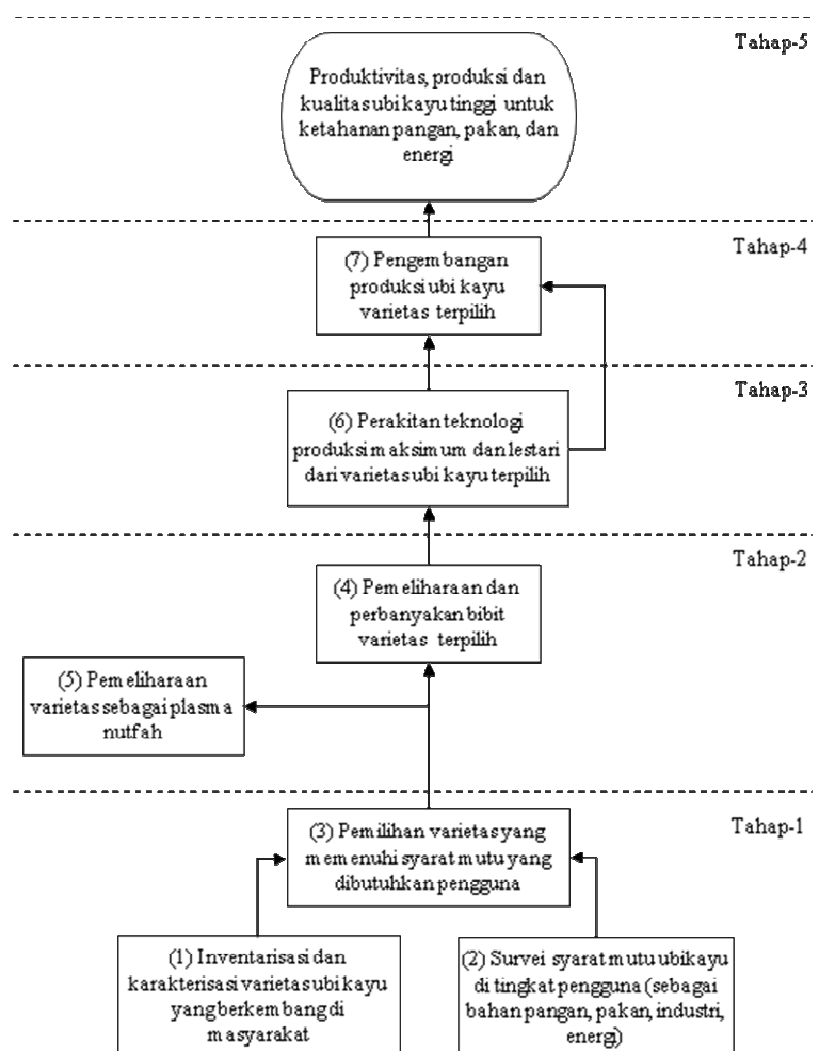 Tahap-5
Produktivitas, produksi dan
kualitas ubi kayu tinggi untuk
ketahanan pangan, pakan, dan
energi
Tahap-4
(7) Pengembangan
produksi ubi kayu
varietas terpilih
Tahap-3
(6) Perakitan teknologi
produksi maksimum dan lestari
dari varietas ubi kayu terpilih
Tahap-2
(4) Pemeliharaan dan
perbanyakan bibit
varietas terpilih
(5) Pemeliharaan
varietas sebagai plasma
nutfah
Tahap-1
(3) Pemilihan varietas yang
memenuhi syarat mutu yang
dibutuhkan pengguna
(1) Inventarisasi dan
karakterisasi varietas ubi kayu
yang berkembang di
masyarakat
(2) Survei syarat mutu ubikayu
di tingkat pengguna (sebagai
bahan pangan, pakan, industri,
energi)